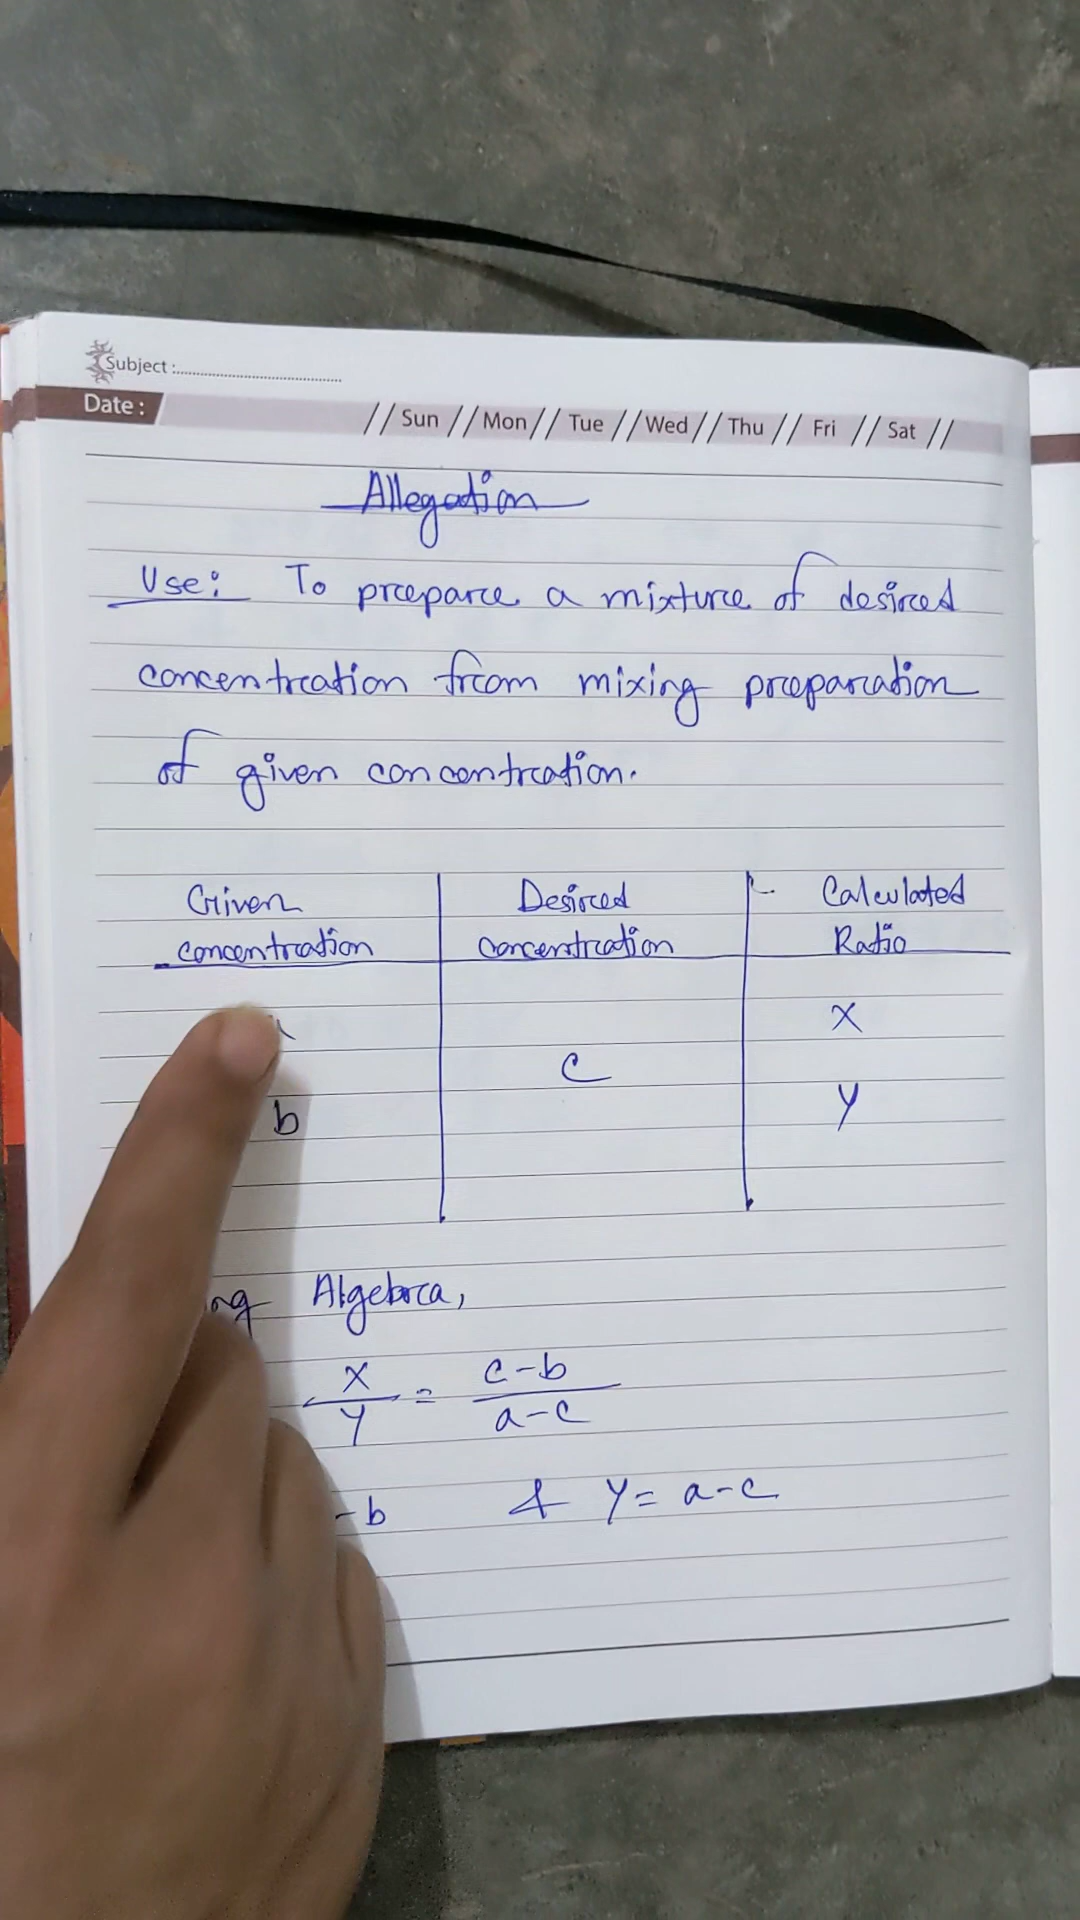 Subject :
Date :
// Sun // Mon // Tue // Wed // Thu // Fri // Sat //
Allegation
Use: To prepare a mixture of desired
concentration from mixing preparation
of given concentration.
Given Desired Calculated
concentration concentration Ratio
x
c
b y
Algebra,
x/y = c-b/a-c
-b & y = a-c